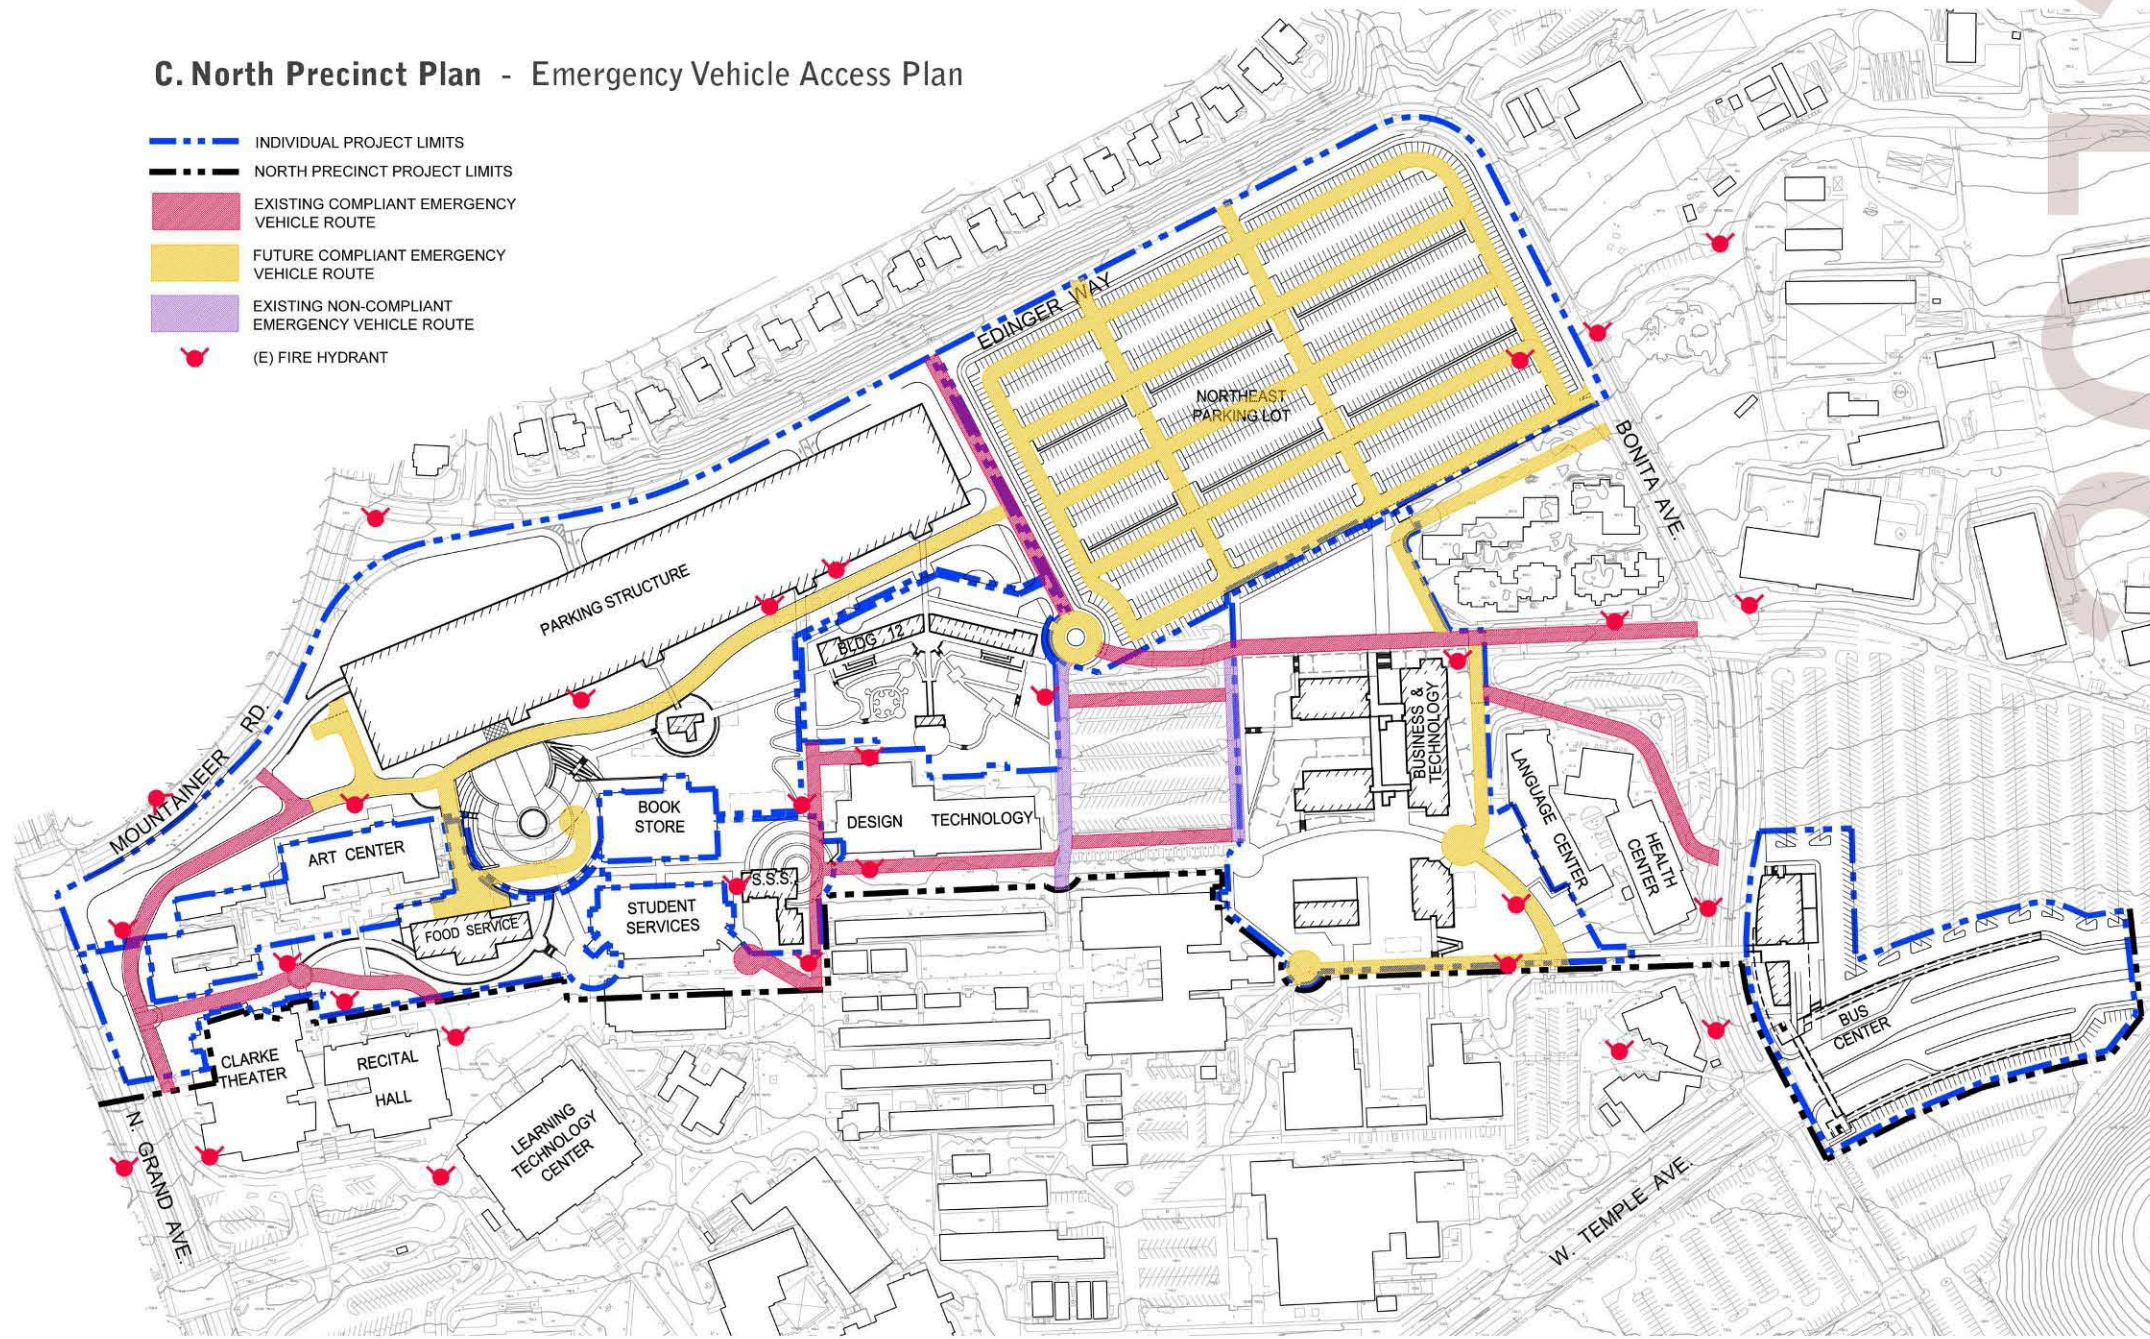 C. North Precinct Plan - Emergency Vehicle Access Plan
INDIVIDUAL PROJECT LIMITS
NORTH PRECINCT PROJECT LIMITS
EXISTING COMPLIANT EMERGENCY
VEHICLE ROUTE
FUTURE COMPLIANT EMERGENCY
VEHICLE ROUTE
EXISTING NON-COMPLIANT
EMERGENCY VEHICLE ROUTE
(E) FIRE HYDRANT
EDINGER WAY
NORTHEAST
PARKING LOT
BONITA AVE.
PARKING STRUCTURE
BLDG 12
MOUNTAINEER RD.
BOOK
STORE
DESIGN TECHNOLOGY
BUSINESS &
TECHNOLOGY
LANGUAGE CENTER
HEALTH
CENTER
ART CENTER
S.S.S.
STUDENT
SERVICES
FOOD SERVICE
BUS
CENTER
CLARKE
THEATER
RECITAL
HALL
LEARNING
TECHNOLOGY
CENTER
N. GRAND AVE.
W. TEMPLE AVE.